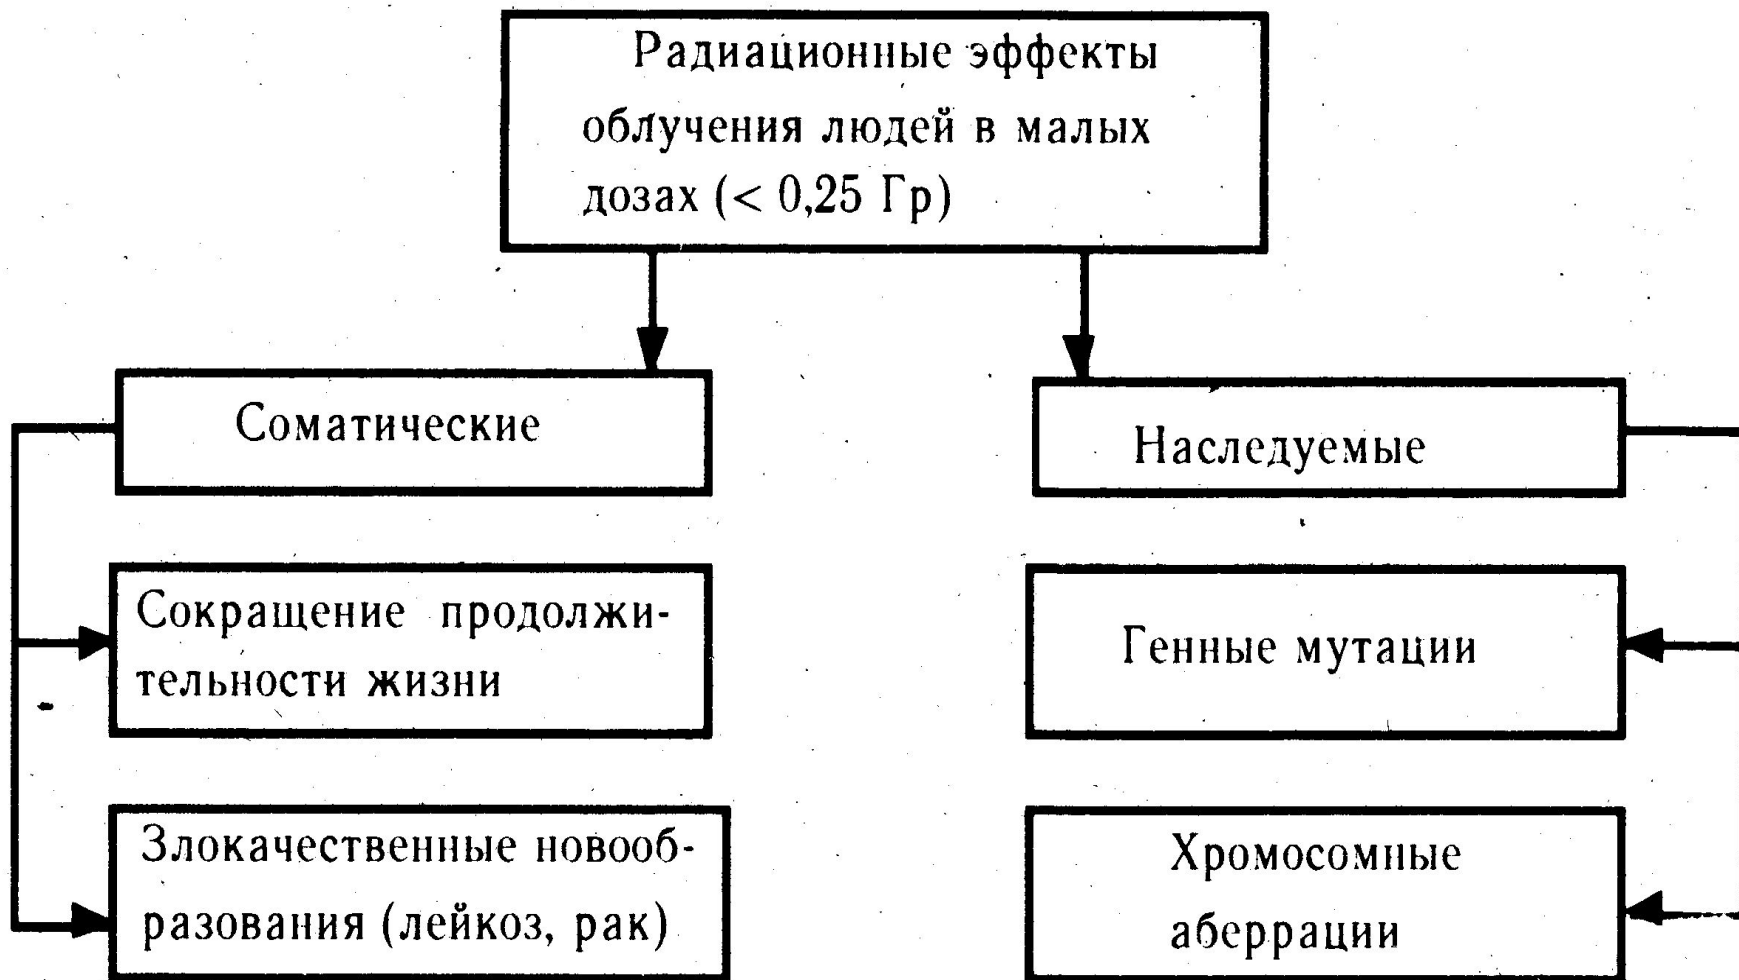 Радиационные эффекты
облучения людей в малых
дозах (< 0,25 Гр)
Соматические
Наследуемые
Сокращение продолжи-
тельности жизни
Генные мутации
Злокачественные новооб-
разования (лейкоз, рак)
Хромосомные
аберрации